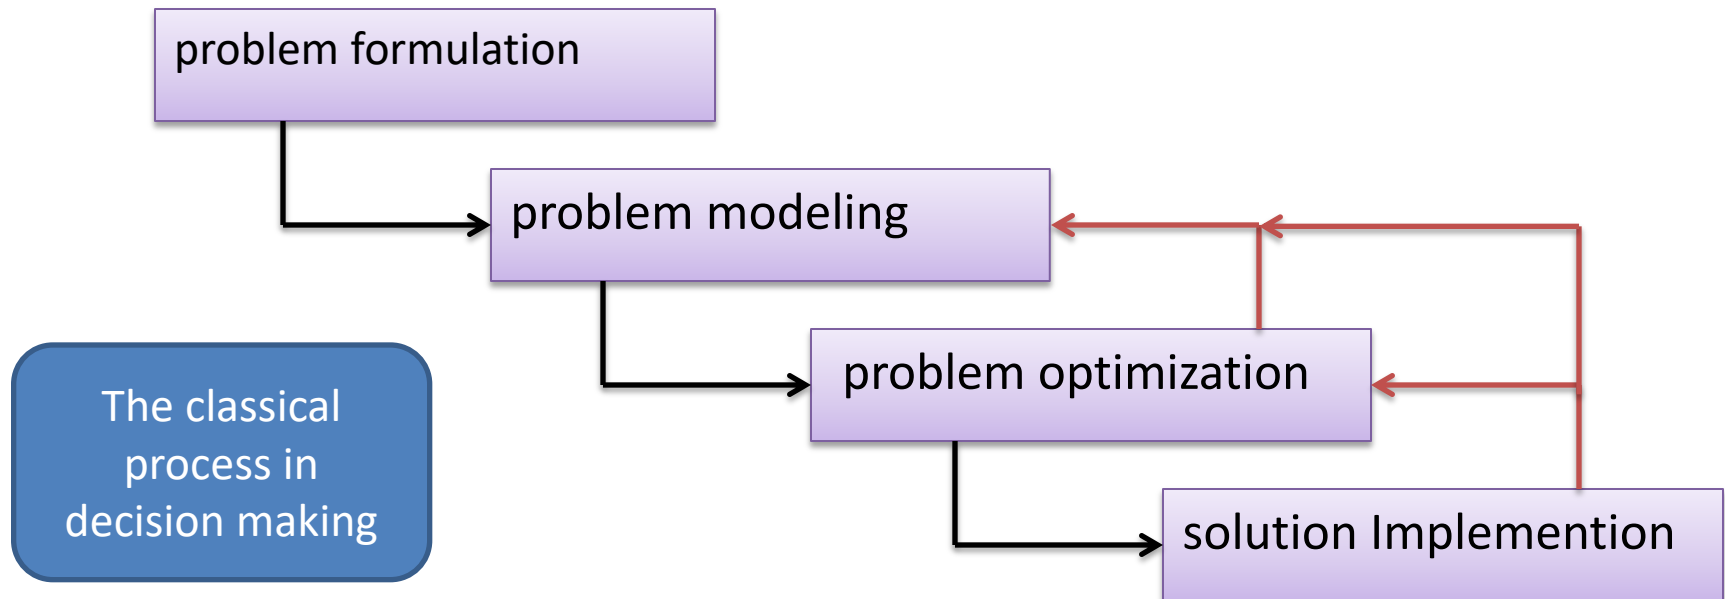 problem formulation
problem modeling
problem optimization
The classical
process in
decision making
solution Implemention